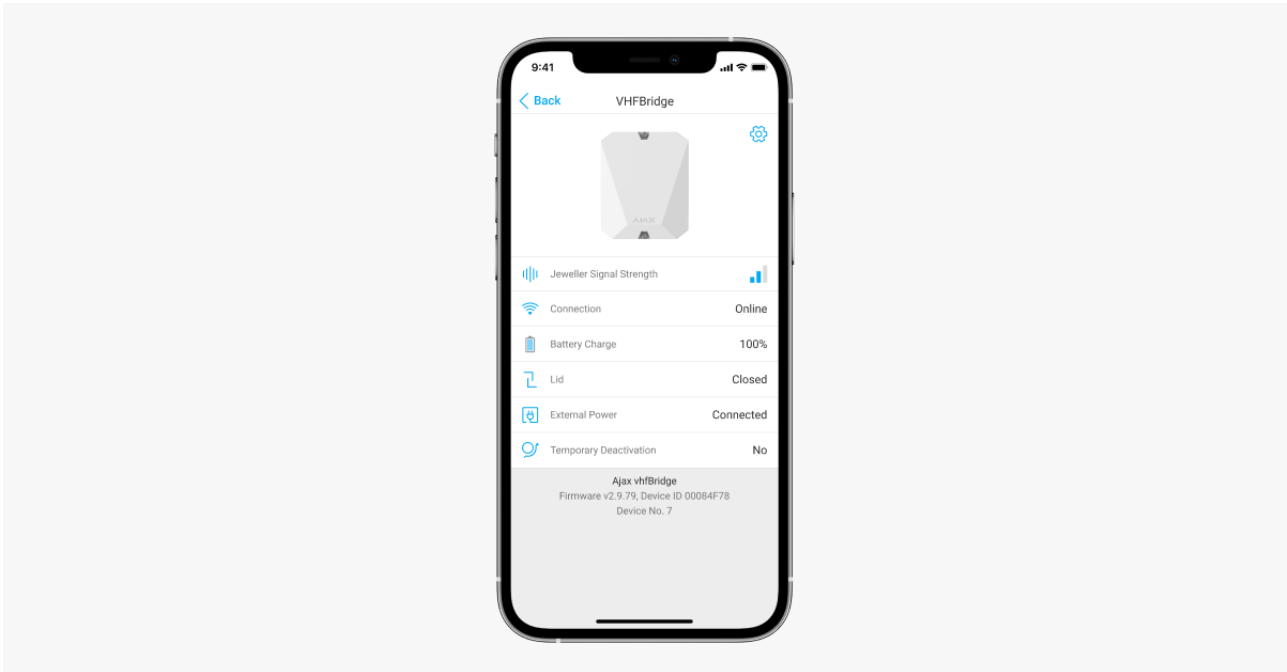 9:41
Back
VHFBridge
AJAX
Jeweller Signal Strength
Connection Online
Battery Charge 100%
Lid Closed
External Power Connected
Temporary Deactivation No
Ajax vhfBridge
Firmware v2.9.79, Device ID 00084F78
Device No. 7